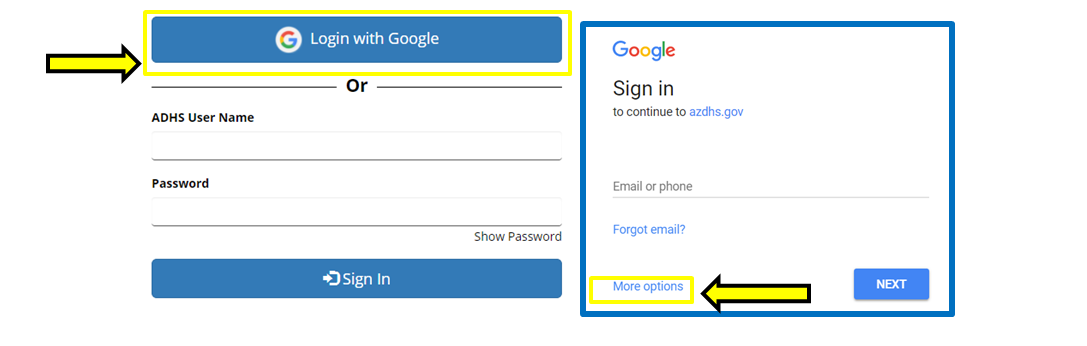 Login with Google
Or
ADHS User Name
Password
Show Password
Sign In
Google
Sign in
to continue to azdhs.gov
Email or phone
Forgot email?
More options
NEXT